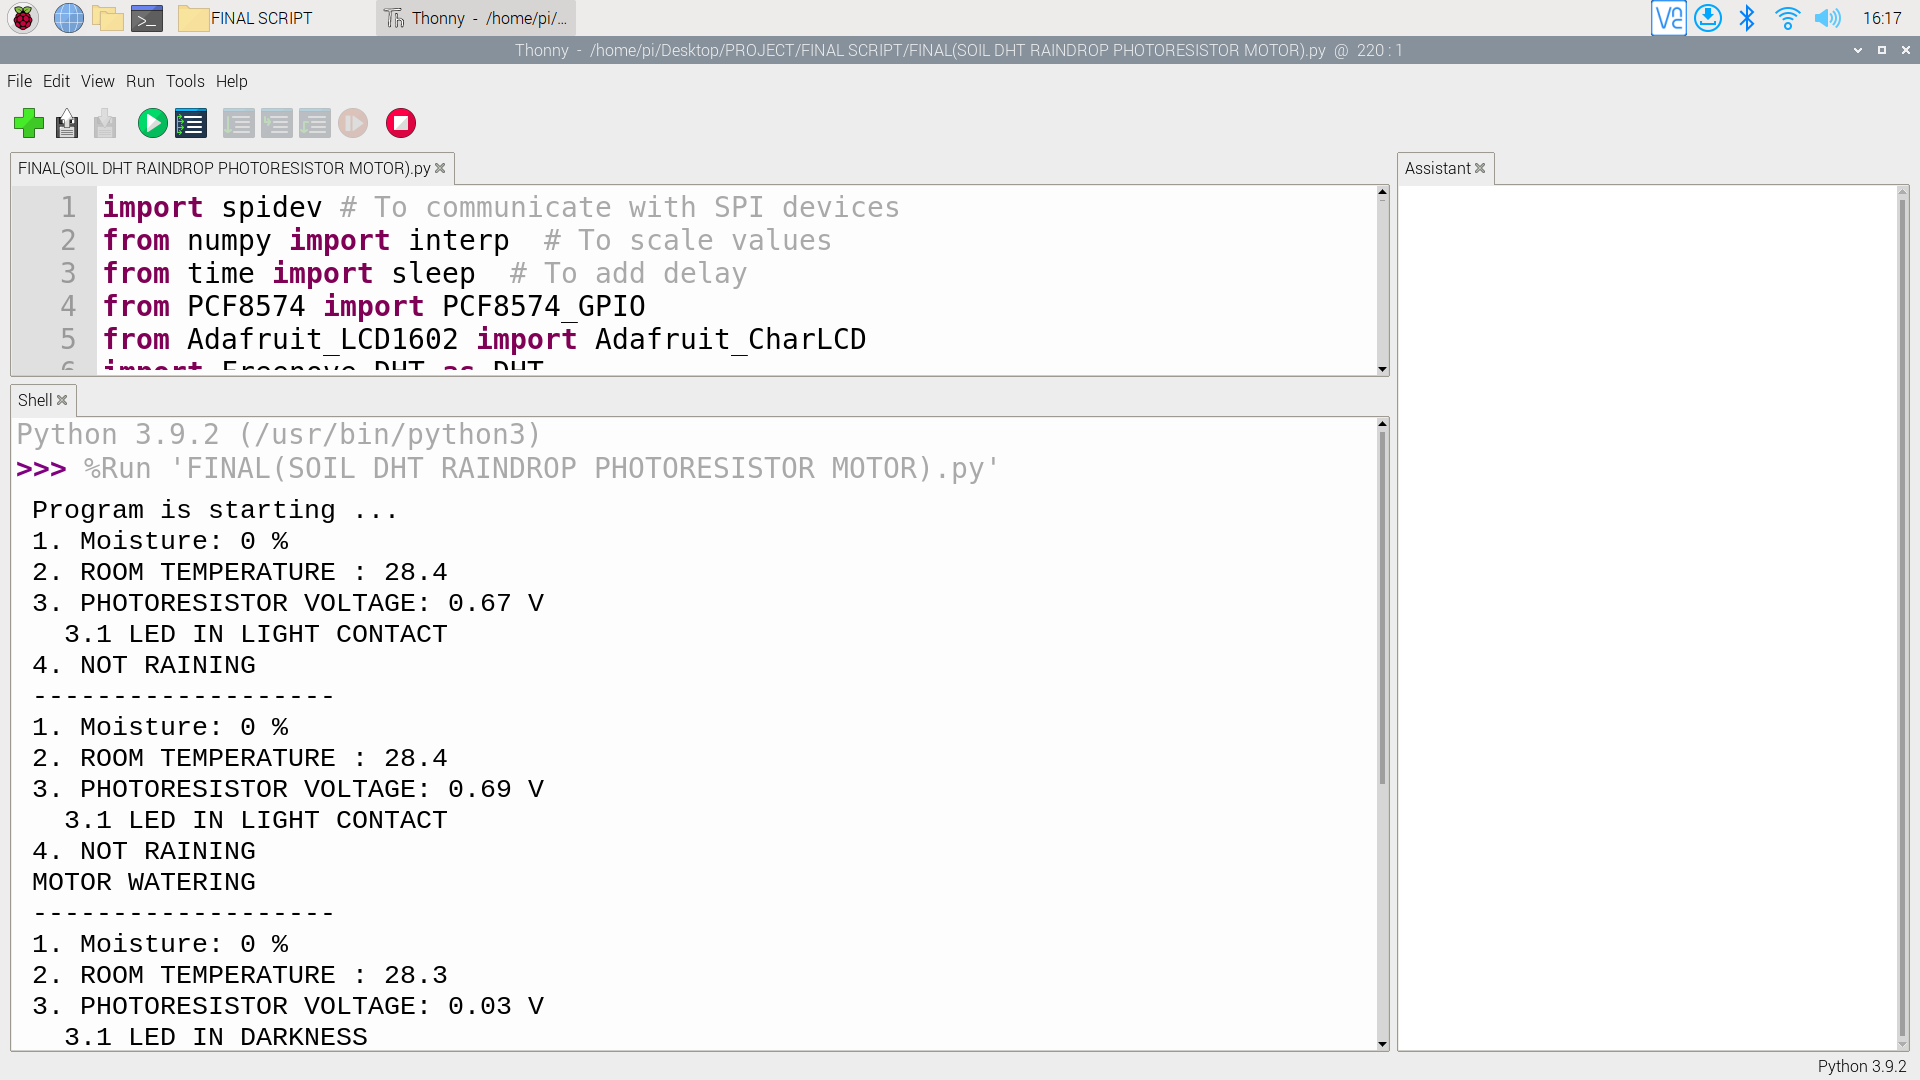 FINAL SCRIPT
Thonny - /home/pi/...
16:17
Thonny - /home/pi/Desktop/PROJECT/FINAL SCRIPT/FINAL(SOIL DHT RAINDROP PHOTORESISTOR MOTOR).py @ 220 : 1
File Edit View Run Tools Help
FINAL(SOIL DHT RAINDROP PHOTORESISTOR MOTOR).py
Assistant
1 import spidev # To communicate with SPI devices
2 from numpy import interp  # To scale values
3 from time import sleep  # To add delay
4 from PCF8574 import PCF8574_GPIO
5 from Adafruit_LCD1602 import Adafruit_CharLCD
6 import Freenove_DHT as DHT
Shell
Python 3.9.2 (/usr/bin/python3)
>>> %Run 'FINAL(SOIL DHT RAINDROP PHOTORESISTOR MOTOR).py'
Program is starting ...
1. Moisture: 0 %
2. ROOM TEMPERATURE : 28.4
3. PHOTORESISTOR VOLTAGE: 0.67 V
3.1 LED IN LIGHT CONTACT
4. NOT RAINING
-------------------
1. Moisture: 0 %
2. ROOM TEMPERATURE : 28.4
3. PHOTORESISTOR VOLTAGE: 0.69 V
3.1 LED IN LIGHT CONTACT
4. NOT RAINING
MOTOR WATERING
-------------------
1. Moisture: 0 %
2. ROOM TEMPERATURE : 28.3
3. PHOTORESISTOR VOLTAGE: 0.03 V
3.1 LED IN DARKNESS
Python 3.9.2